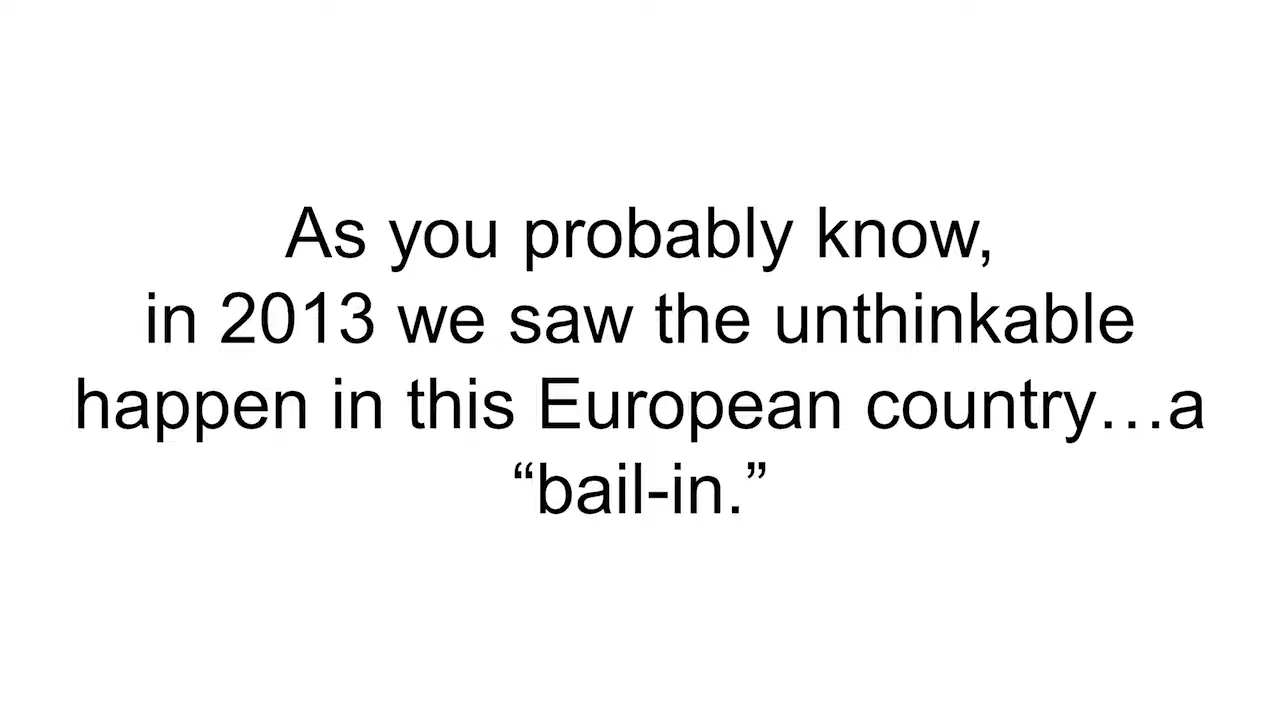 As you probably know,
in 2013 we saw the unthinkable
happen in this European country…a
“bail-in.”